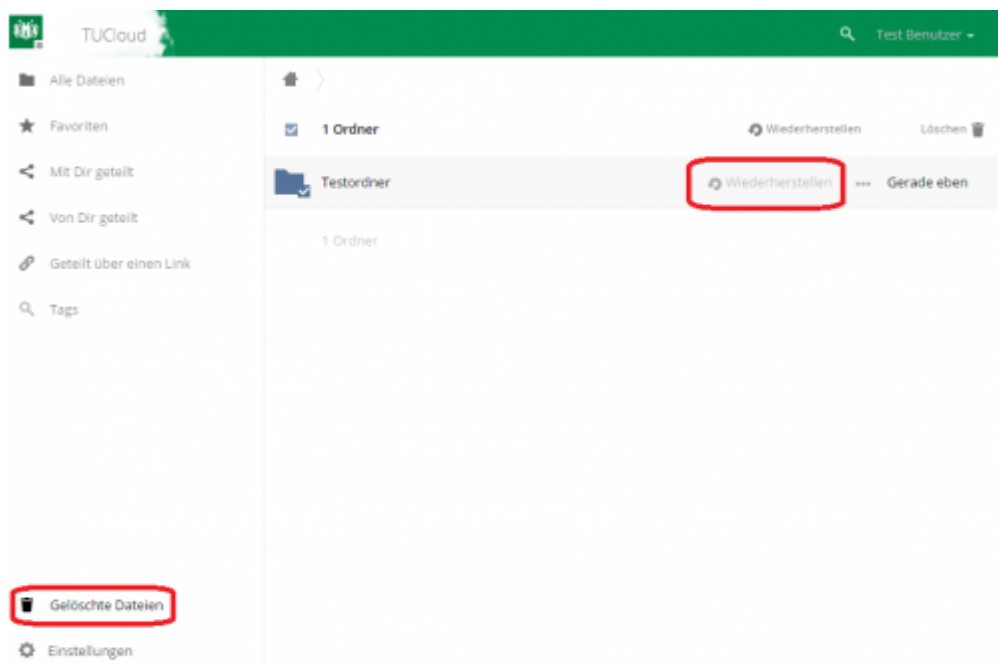 TUCloud
Test Benutzer
Alle Dateien
Favoriten
Mit Dir geteilt
Von Dir geteilt
Geteilt über einen Link
Tags
1 Ordner Wiederherstellen Löschen
Testordner Wiederherstellen ... Gerade eben
1 Ordner
Gelöschte Dateien
Einstellungen